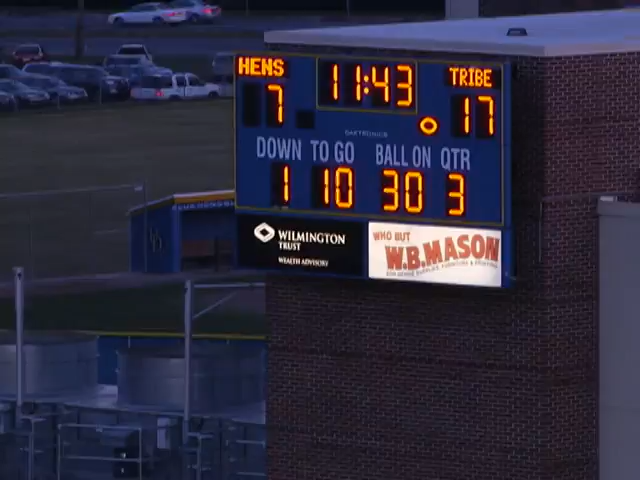 HENS 11:43 TRIBE
7 17
DAKTRONICS
DOWN TO GO BALL ON QTR
1 10 30 3
WILMINGTON
TRUST
WEALTH ADVISORY
WHO BUT
W.B. MASON